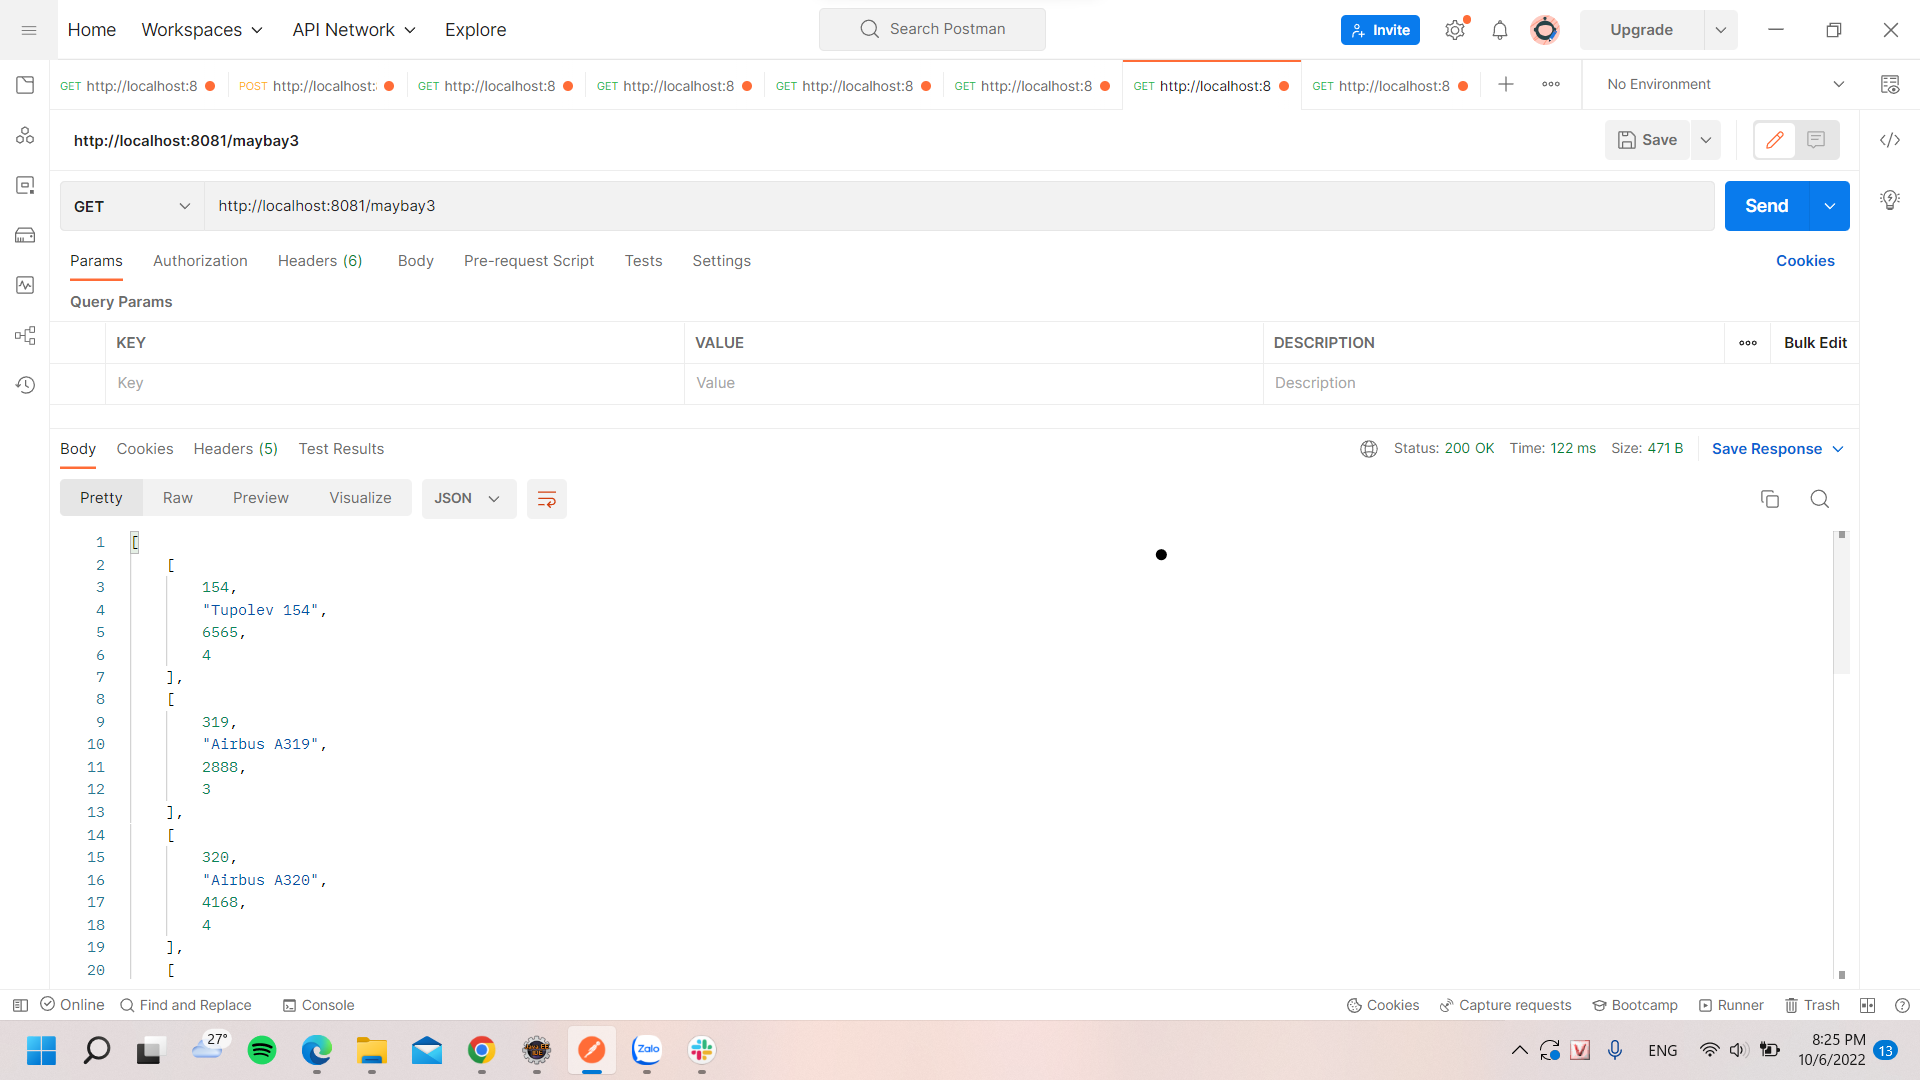 Home Workspaces API Network Explore Search Postman Invite Upgrade
GET http://localhost:8 POST http://localhost: GET http://localhost:8 GET http://localhost:8 GET http://localhost:8 GET http://localhost:8 GET http://localhost:8 GET http://localhost:8 No Environment
http://localhost:8081/maybay3 Save
GET http://localhost:8081/maybay3 Send
Params Authorization Headers (6) Body Pre-request Script Tests Settings Cookies
Query Params
KEY VALUE DESCRIPTION Bulk Edit
Key Value Description
Body Cookies Headers (5) Test Results Status: 200 OK Time: 122 ms Size: 471 B Save Response
Pretty Raw Preview Visualize JSON
1 [
2 [
3 154,
4 "Tupolev 154",
5 6565,
6 4
7 ],
8 [
9 319,
10 "Airbus A319",
11 2888,
12 3
13 ],
14 [
15 320,
16 "Airbus A320",
17 4168,
18 4
19 ],
20 [
Online Find and Replace Console Cookies Capture requests Bootcamp Runner Trash
27° Zalo V ENG 8:25 PM 13
10/6/2022